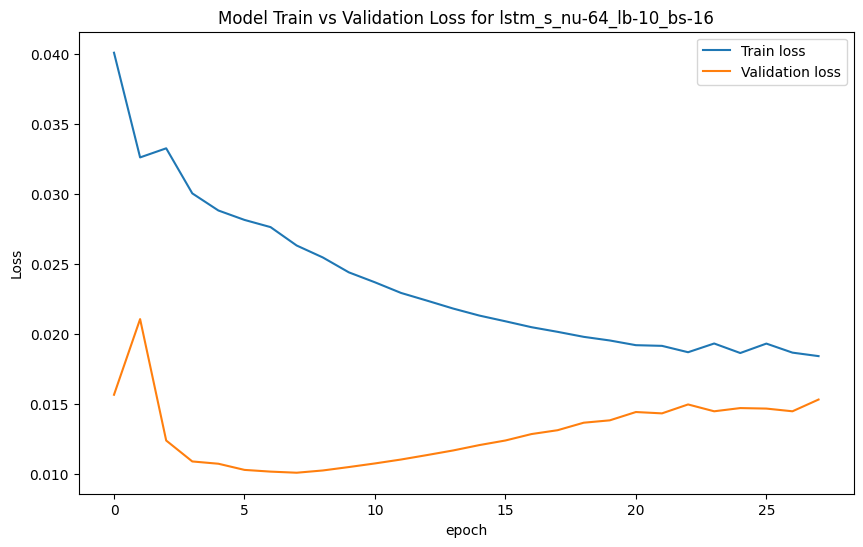 Model Train vs Validation Loss for lstm_s_nu-64_lb-10_bs-16
Train loss
Validation loss
0.040
0.035
0.030
0.025
0.020
0.015
0.010
Loss
0 5 10 15 20 25
epoch